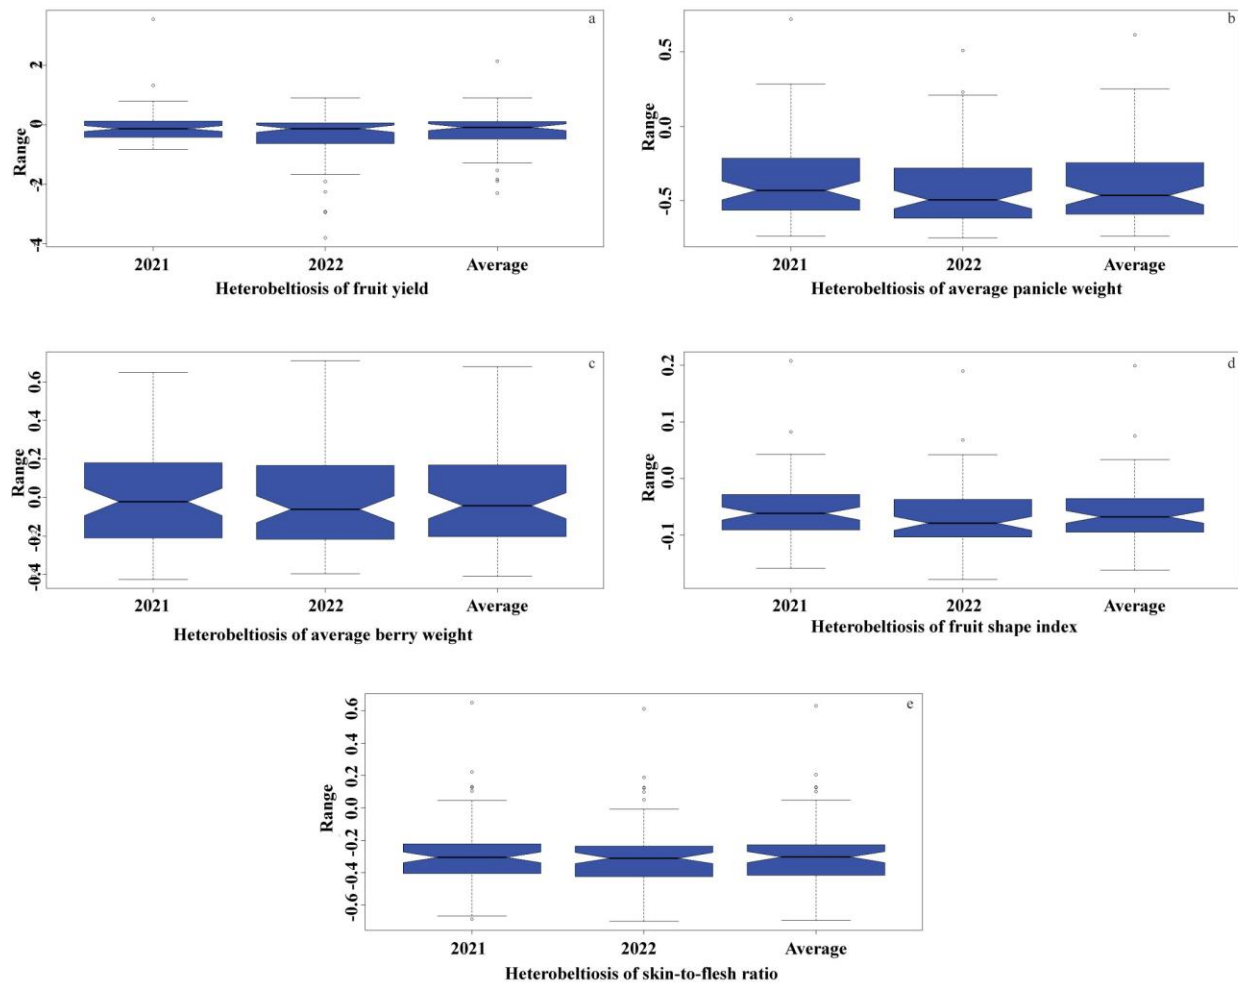 a
2
0
-2
-4
Range
2021 2022 Average
Heterobeltiosis of fruit yield
b
0.5
0.0
-0.5
Range
2021 2022 Average
Heterobeltiosis of average panicle weight
c
0.6
0.4
0.2
0.0
-0.2
-0.4
Range
2021 2022 Average
Heterobeltiosis of average berry weight
d
0.2
0.1
0.0
-0.1
Range
2021 2022 Average
Heterobeltiosis of fruit shape index
e
0.6
0.4
0.2
0.0
-0.2
-0.4
-0.6
Range
2021 2022 Average
Heterobeltiosis of skin-to-flesh ratio